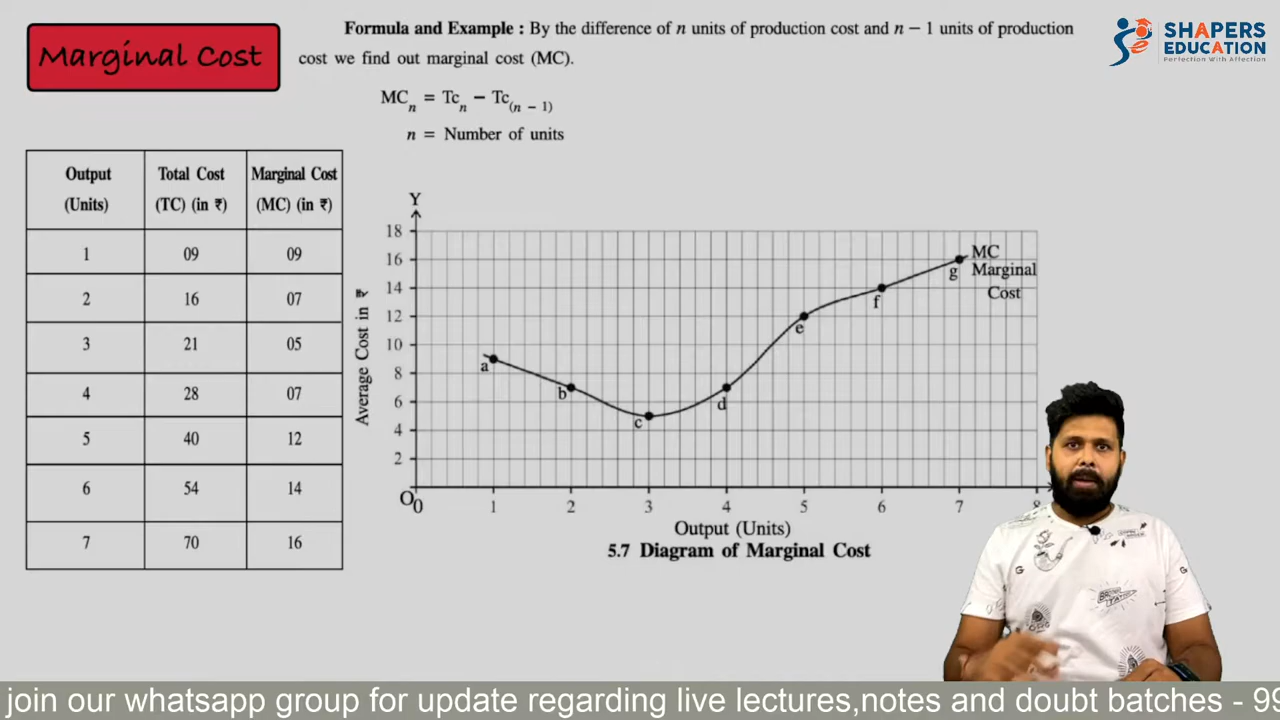 Marginal Cost
Formula and Example : By the difference of n units of production cost and n − 1 units of production
cost we find out marginal cost (MC).
MCn = Tcn − Tc(n − 1)
n = Number of units
SHAPERS
EDUCATION
Perfection With Affection
Output Total Cost Marginal Cost
(Units) (TC) (in ₹) (MC) (in ₹)
1 09 09
2 16 07
3 21 05
4 28 07
5 40 12
6 54 14
7 70 16
Y
18
16
14
12
10
8
6
4
2
O
Average Cost in ₹
a
b
c
d
e
f
g
MC
Marginal
Cost
0 1 2 3 4 5 6 7 8
Output (Units)
5.7 Diagram of Marginal Cost
join our whatsapp group for update regarding live lectures,notes and doubt batches - 99